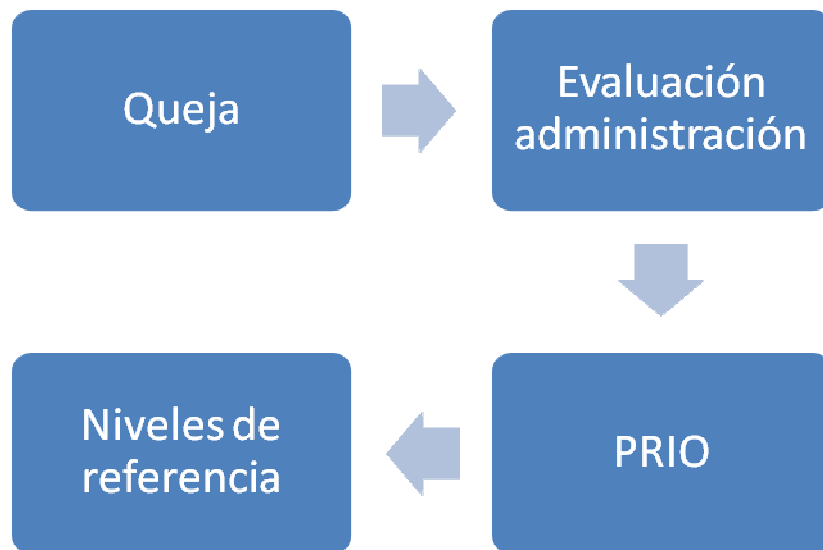 Queja
Evaluación
administración
PRIO
Niveles de
referencia